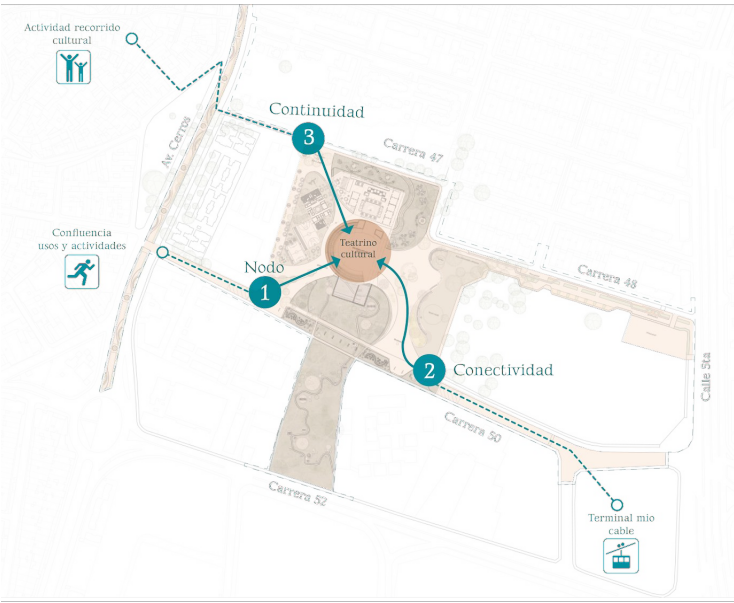 Actividad recorrido
cultural
Continuidad
3
Carrera 47
Av. Cerros
Confluencia
usos y actividades
Nodo
1
Teatrino
cultural
Carrera 48
2
Conectividad
Calle 5ta
Carrera 50
Carrera 52
Terminal mio
cable